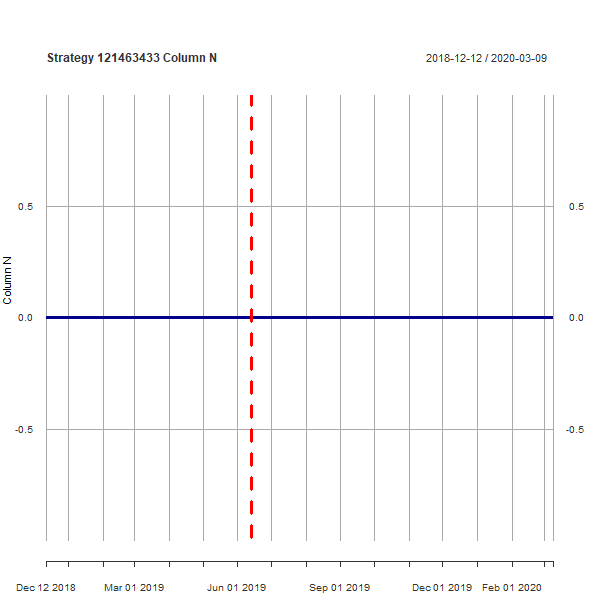 Strategy 121463433 Column N
2018-12-12 / 2020-03-09
0.5
0.5
Column N
0.0
0.0
-0.5
-0.5
Dec 12 2018
Mar 01 2019
Jun 01 2019
Sep 01 2019
Dec 01 2019
Feb 01 2020